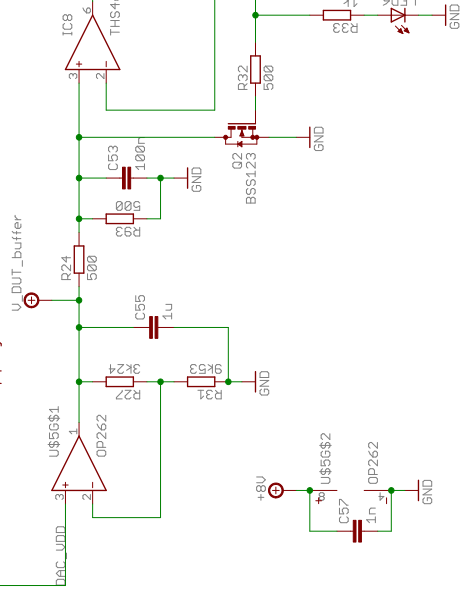 IC8
6
3
2
R33
GND
R32
500
Q2
BSS123
GND
C53
100n
GND
500
R93
R24
500
V_DUT_buffer
C55
1u
3k24
R27
9k53
R31
GND
U$5G$1
OP262
1
3
2
DAC_VDD
+8V
U$5G$2
OP262
8
4
C57
1n
GND